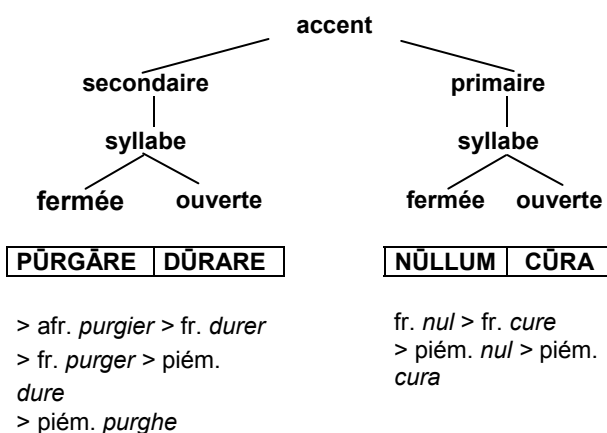 accent
secondaire primaire
syllabe syllabe
fermée ouverte fermée ouverte
PŪRGĀRE DŪRARE NŪLLUM CŪRA
> afr. purgier > fr. durer
> fr. purger > piém.
dure
> piém. purghe
fr. nul > fr. cure
> piém. nul > piém.
cura